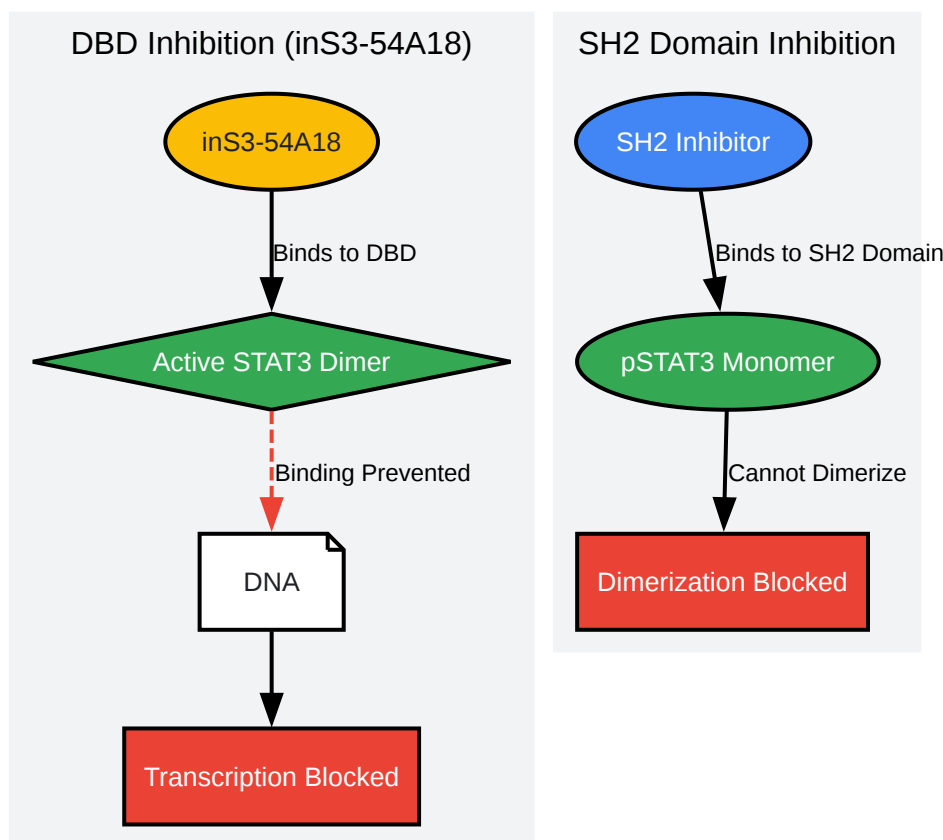 DBD Inhibition (inS3-54A18)
inS3-54A18
Binds to DBD
Active STAT3 Dimer
Binding Prevented
DNA
Transcription Blocked
SH2 Domain Inhibition
SH2 Inhibitor
Binds to SH2 Domain
pSTAT3 Monomer
Cannot Dimerize
Dimerization Blocked